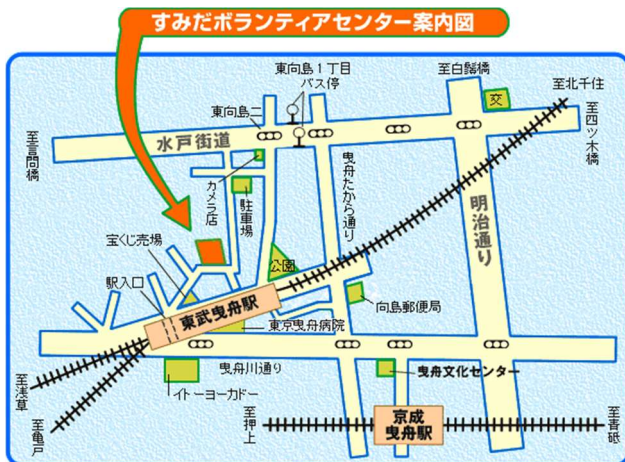 すみだボランティアセンター案内図
東向島1丁目
バス停
至白鬚橋
至北千住
交
東向島二
至四ツ木橋
水戸街道
至言問橋
カメラ店
駐車場
曳舟たから通り
明治通り
宝くじ売場
公園
駅入口
東武曳舟駅
向島郵便局
東京曳舟病院
曳舟川通り
曳舟文化センター
至浅草
イトーヨーカドー
至亀戸
至押上
京成
曳舟駅
至青砥